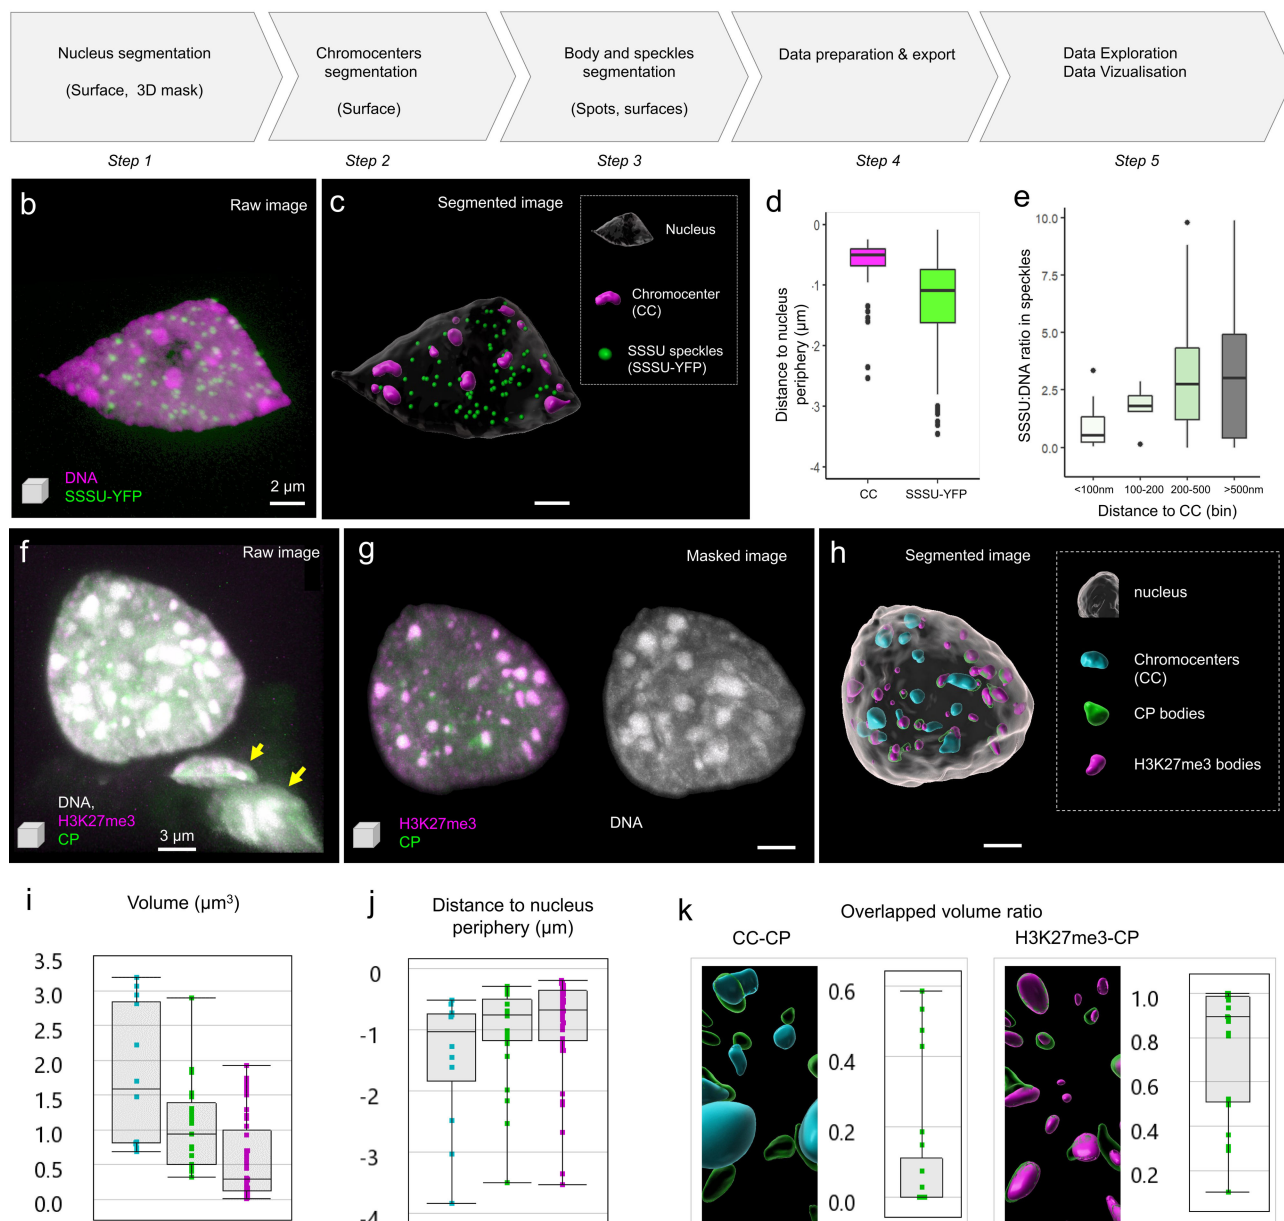 Nucleus segmentation
(Surface, 3D mask)
Chromocenters
segmentation
(Surface)
Body and speckles
segmentation
(Spots, surfaces)
Data preparation & export
Data Exploration
Data Vizualisation
Step 1
Step 2
Step 3
Step 4
Step 5
b
Raw image
DNA
SSSU-YFP
2 µm
c
Segmented image
Nucleus
Chromocenter
(CC)
SSSU speckles
(SSSU-YFP)
d
Distance to nucleus
periphery (µm)
0
-1
-2
-3
-4
CC
SSSU-YFP
e
SSSU:DNA ratio in speckles
10.0
7.5
5.0
2.5
0.0
<100nm
100-200
200-500
>500nm
Distance to CC (bin)
f
Raw image
DNA,
H3K27me3
CP
3 µm
g
Masked image
H3K27me3
CP
DNA
h
Segmented image
nucleus
Chromocenters
(CC)
CP bodies
H3K27me3 bodies
i
Volume (µm³)
3.5
3.0
2.5
2.0
1.5
1.0
0.5
0.0
j
Distance to nucleus
periphery (µm)
0
-1
-2
-3
-4
k
Overlapped volume ratio
CC-CP
0.6
0.4
0.2
0.0
H3K27me3-CP
1.0
0.8
0.6
0.4
0.2